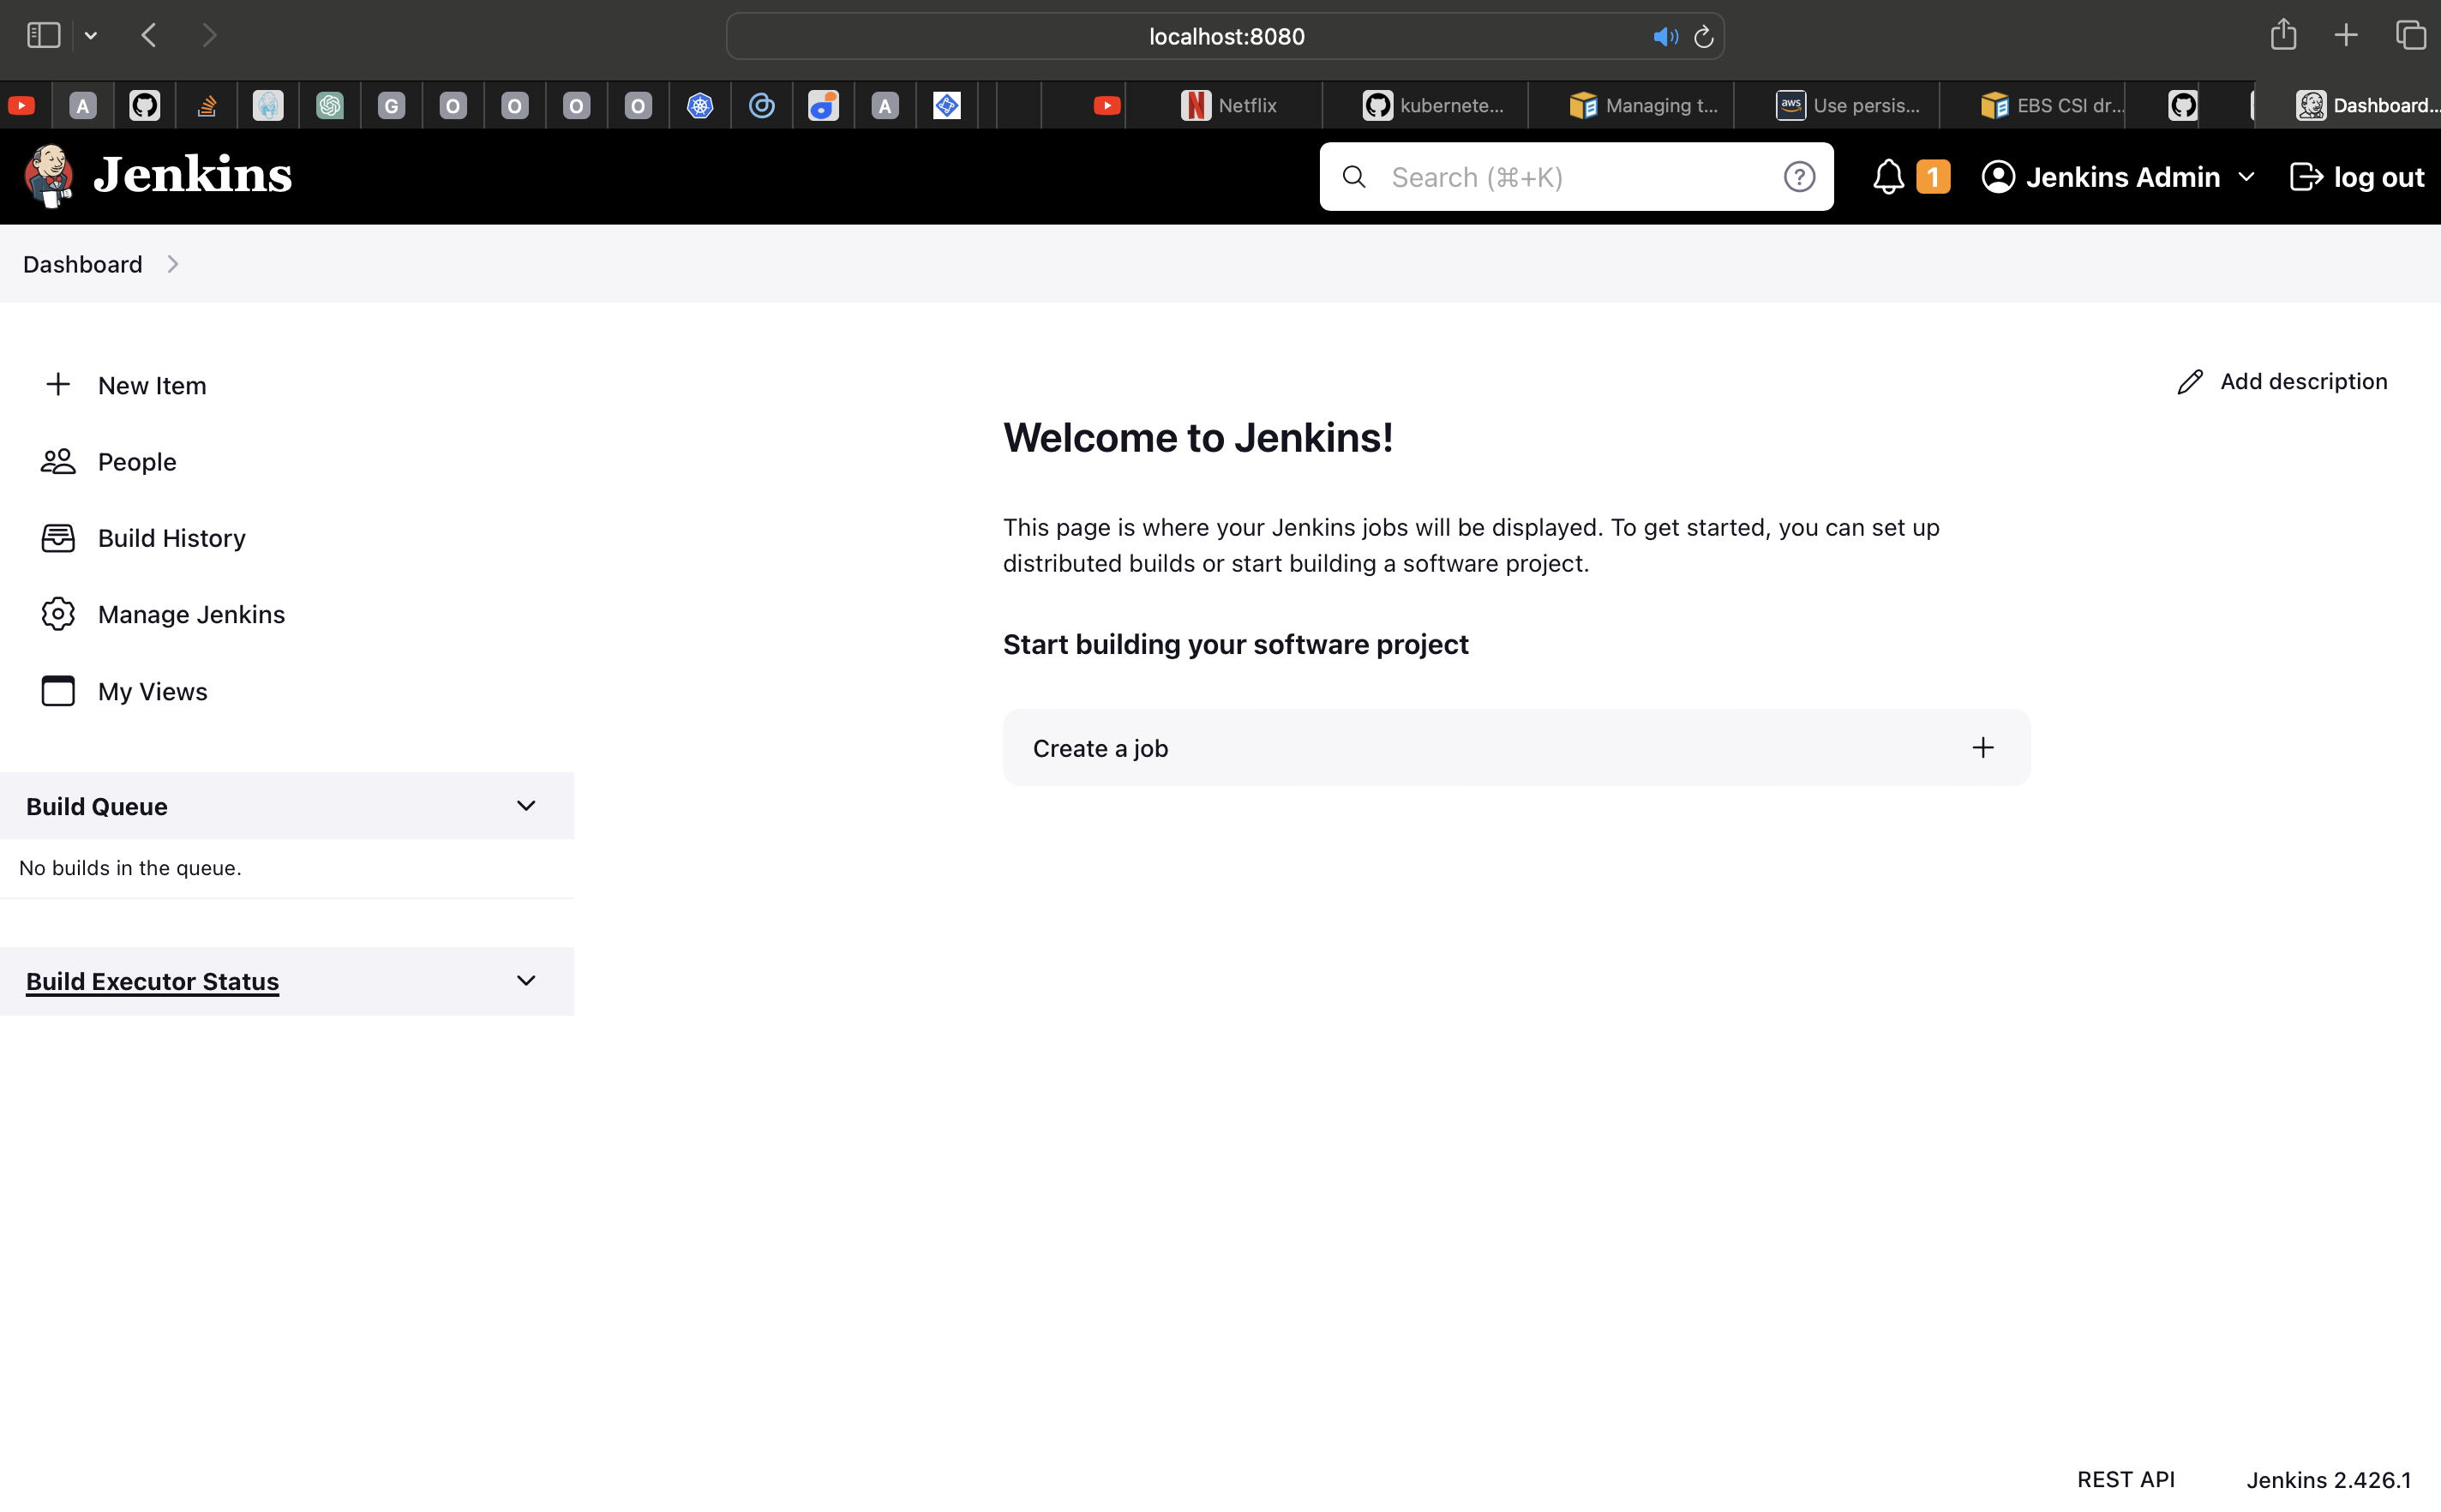 localhost:8080
A
G
O
O
O
O
A
Netflix
kubernete...
Managing t...
aws
Use persis...
EBS CSI dr...
Dashboard...
Jenkins
Search (⌘+K)
1
Jenkins Admin
log out
Dashboard
New Item
People
Build History
Manage Jenkins
My Views
Build Queue
No builds in the queue.
Build Executor Status
Add description
Welcome to Jenkins!
This page is where your Jenkins jobs will be displayed. To get started, you can set up
distributed builds or start building a software project.
Start building your software project
Create a job
REST API
Jenkins 2.426.1